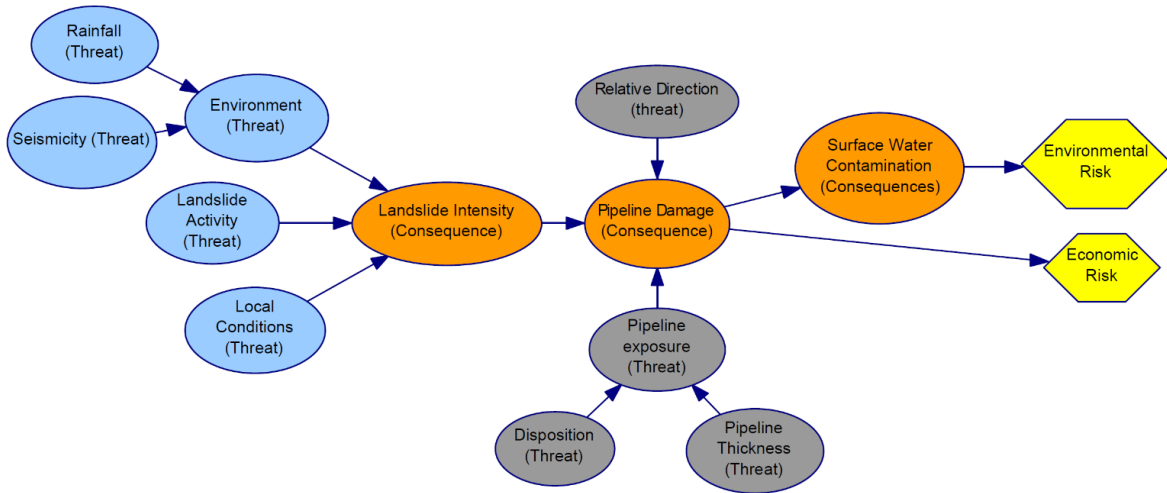 Rainfall
(Threat)
Seismicity (Threat)
Environment
(Threat)
Landslide
Activity
(Threat)
Local
Conditions
(Threat)
Landslide Intensity
(Consequence)
Relative Direction
(threat)
Pipeline Damage
(Consequence)
Pipeline
exposure
(Threat)
Disposition
(Threat)
Pipeline
Thickness
(Threat)
Surface Water
Contamination
(Consequences)
Environmental
Risk
Economic
Risk